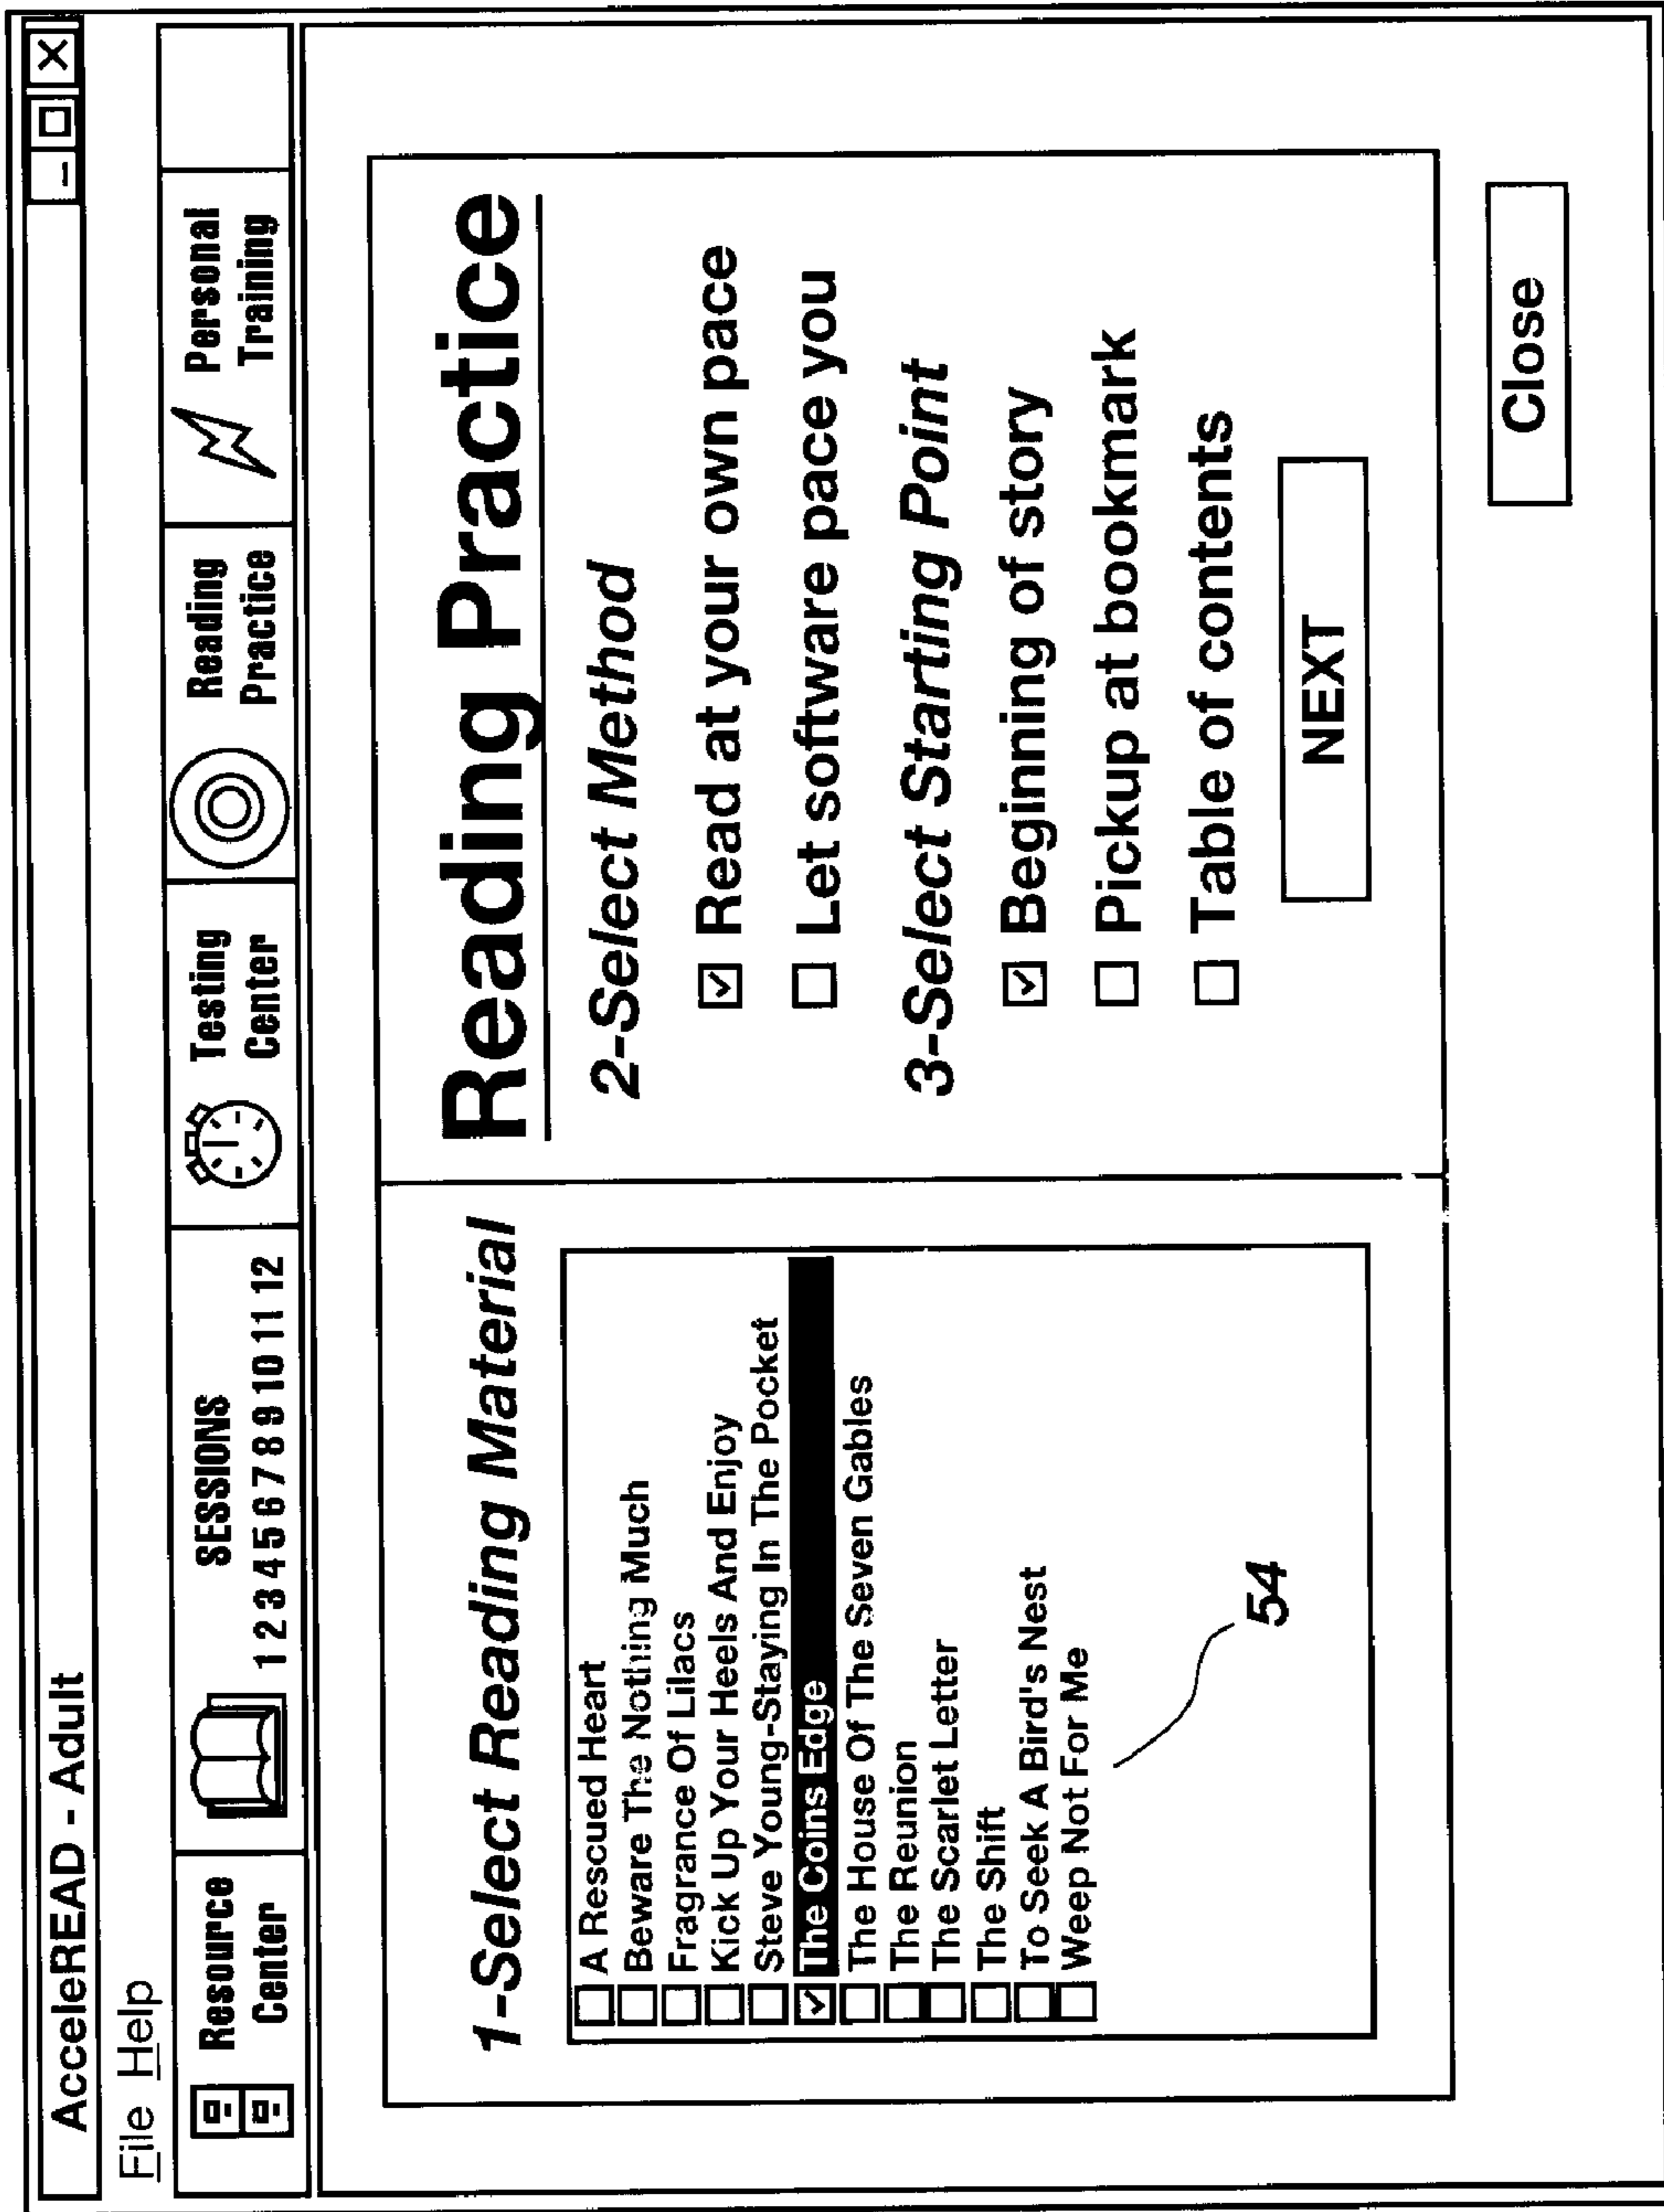 AcceleREAD - Adult
File Help
Resource
Center
SESSIONS
1 2 3 4 5 6 7 8 9 10 11 12
Testing
Center
Reading
Practice
Personal
Training
1-Select Reading Material
A Rescued Heart
Beware The Nothing Much
Fragrance Of Lilacs
Kick Up Your Heels And Enjoy
Steve Young-Staying In The Pocket
The Coins Edge
The House Of The Seven Gables
The Reunion
The Scarlet Letter
The Shift
To Seek A Bird's Nest
Weep Not For Me
54
Reading Practice
2-Select Method
Read at your own pace
Let software pace you
3-Select Starting Point
Beginning of story
Pickup at bookmark
Table of contents
NEXT
Close